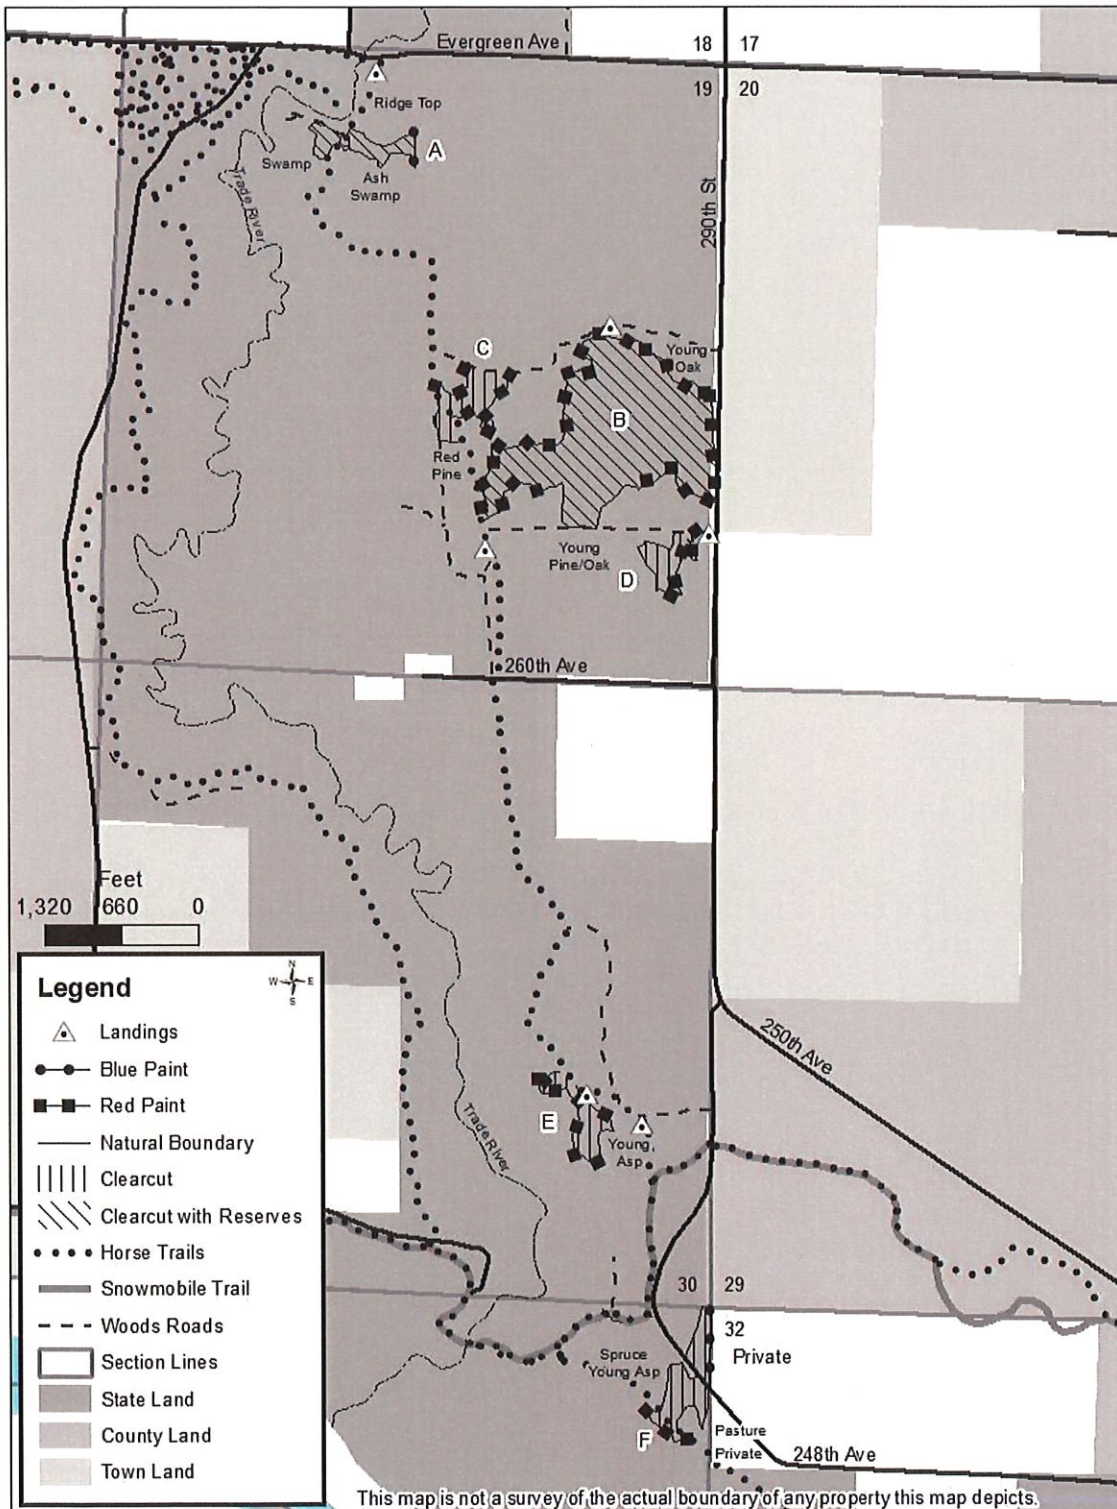 Evergreen Ave
18 17
19 20
Ridge Top
A
Swamp
Ash
Swamp
Trade River
290th St
C
Young
Oak
B
Red
Pine
Young
Pine/Oak
D
260th Ave
Feet
1,320 660 0
Legend
N
W E
S
Landings
Blue Paint
Red Paint
Natural Boundary
Clearcut
Clearcut with Reserves
Horse Trails
Snowmobile Trail
Woods Roads
Section Lines
State Land
County Land
Town Land
250th Ave
E
Trade River
Young
Asp
30 29
32
Private
Spruce
Young Asp
F
Pasture
Private
248th Ave
This map is not a survey of the actual boundary of any property this map depicts.